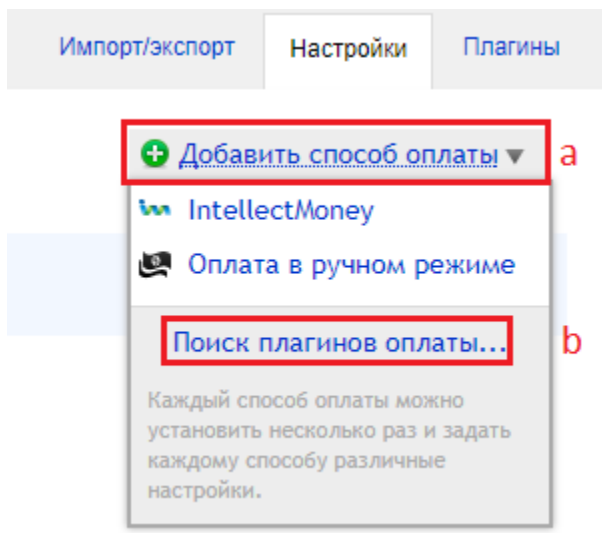 Импорт/экспорт Настройки Плагины
Добавить способ оплаты a
IntellectMoney
Оплата в ручном режиме
Поиск плагинов оплаты... b
Каждый способ оплаты можно
установить несколько раз и задать
каждому способу различные
настройки.